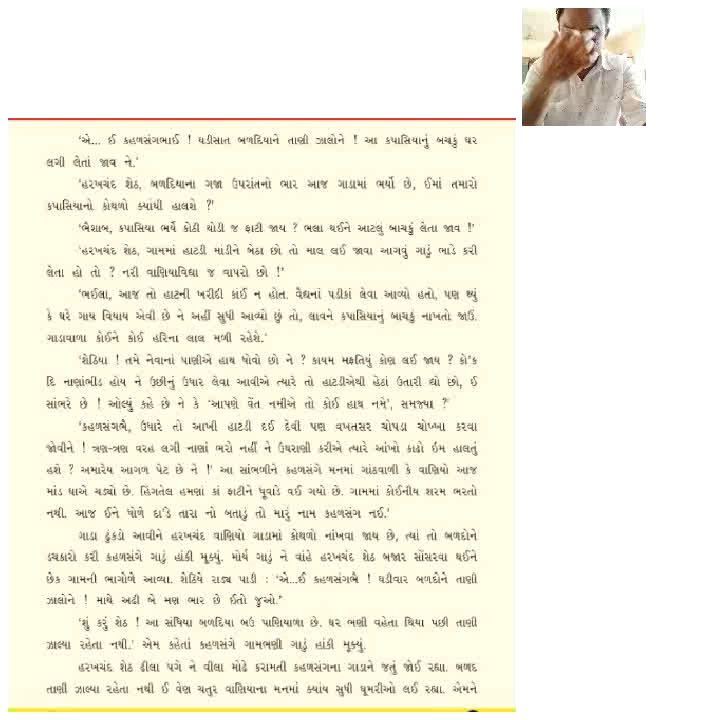 'એ... ઈ કહળસંગભાઈ ! ઘડીસાત બળદિયાને તાણી ઝાલોને !! આ કપાસિયાનું બચકું ઘર
લગી લેતાં જાવ ને.'
'હરખચંદ શેઠ, બળદિયાના ગજા ઉપરાંતનો ભાર આજ ગાડામાં ભર્યો છે, ઈમાં તમારો
કપાસિયાનો કોથળો ક્યાંથી હાલશે ?'
'ભૈશાબ, કપાસિયા ભર્યે કોઠી થોડી જ ફાટી જાય ? ભલા થઈને આટલું બાચકું લેતા જાવ !'
'હરખચંદ શેઠ, ગામમાં હાટડી માંડીને બેઠા છો તો માલ લઈ જાવા આગવું ગાડું ભાડે કરી
લેતા હો તો ? નરી વાણિયાવિદ્યા જ વાપરો છો !'
'ભઈલા, આજ તો હાટની ખરીદી કાંઈ ન હોત. વૈદ્યનાં પડીકાં લેવા આવ્યો હતો, પણ થ્યું
કે ઘરે ગાય વિયાય એવી છે ને અહીં સુધી આવ્યો છું તો, લાવને કપાસિયાનું બાચકું નાખતો જાઉં.
ગાડાવાળા કોઈને કોઈ હરિના લાલ મળી રહેશે.'
'શેઠિયા ! તમે નેવાનાં પાણીએ હાથ ધોવો છો ને ? કાયમ મફતિયું કોણ લઈ જાય ? કો'ક
દિ નાણાંભીડ હોય ને ઉછીનું ઉધાર લેવા આવીએ ત્યારે તો હાટડીએથી હેઠાં ઉતારી દ્યો છો, ઈ
સાંભરે છે ! ઓલ્યું કહે છે ને કે 'આપણે વેંત નમીએ તો કોઈ હાથ નમે', સમજ્યા ?'
'કહળસંગભૈ, ઉધારે તો આખી હાટડી દઈ દેવી પણ વખતસર ચોપડા ચોખ્ખા કરવા
જોવીને ! ત્રણ-ત્રણ વરહ લગી નાણાં ભરો નહીં ને ઉઘરાણી કરીએ ત્યારે આંખો કાઢો ઇમ હાલતું
હશે ? અમારેય આગળ પેટ છે ને !' આ સાંભળીને કહળસંગે મનમાં ગાંઠવાળી કે વાણિયો આજ
માંડ ઘાએ ચડ્યો છે. હિંગતેલ હમણાં કાં ફાટીને ધૂવાડે વઈ ગયો છે. ગામમાં કોઈનીય શરમ ભરતો
નથી. આજ ઈને ધોળે દા'ડે તારા નો બતાડું તો મારું નામ કહળસંગ નઈ.'
ગાડા ઢૂંકડો આવીને હરખચંદ વાણિયો ગાડામાં કોથળો નાંખવા જાય છે, ત્યાં તો બળદોને
ડચકારો કરી કહળસંગે ગાડું હાંકી મૂક્યું. મોર્ય ગાડું ને વાંહે હરખચંદ શેઠ બજાર સોંસરવા થઈને
છેક ગામની ભાગોળે આવ્યા. શેઠિયે રાડ્ય પાડી : 'એ...ઈ કહળસંગભૈ ! ઘડીવાર બળદોને તાણી
ઝાલોને ! માથે અઢી બે મણ ભાર છે ઈતો જુઓ.'
'શું કરું શેઠ ! આ સંધિયા બળદિયા બઉ પાણિયાળા છે. ઘર ભણી વહેતા થિયા પછી તાણી
ઝાલ્યા રહેતા નથી.' એમ કહેતાં કહળસંગે ગામભણી ગાડું હાંકી મૂક્યું.
હરખચંદ શેઠ ઢીલા પગે ને વીલા મોઢે કરામતી કહળસંગના ગાડાને જતું જોઈ રહ્યા. બળદ
તાણી ઝાલ્યા રહેતા નથી ઈ વેણ ચતુર વાણિયાના મનમાં ક્યાંય સુધી ઘૂમરીઓ લઈ રહ્યા. એમને